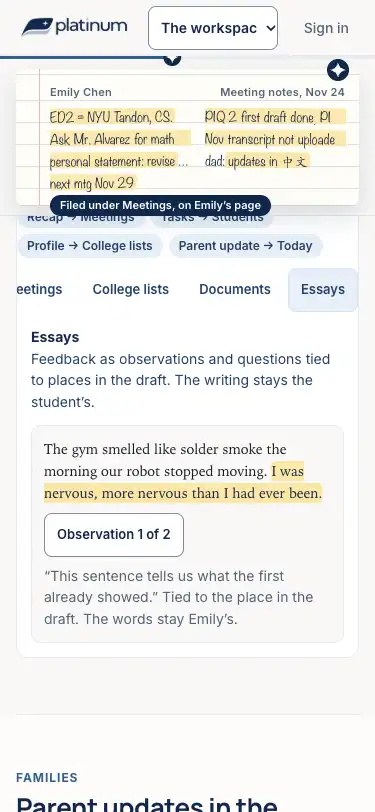 platinum
The workspac
Sign in
Emily Chen
Meeting notes, Nov 24
ED2 = NYU Tandon, CS.
Ask Mr. Alvarez for math
personal statement: revise ...
next mtg Nov 29
PIQ 2 first draft done, PI
Nov transcript not uploade
dad: updates in 中文
Filed under Meetings, on Emily's page
Recap → Meetings
Tasks → Students
Profile → College lists
Parent update → Today
eetings
College lists
Documents
Essays
Essays
Feedback as observations and questions tied
to places in the draft. The writing stays the
student's.
The gym smelled like solder smoke the
morning our robot stopped moving. I was
nervous, more nervous than I had ever been.
Observation 1 of 2
“This sentence tells us what the first
already showed.” Tied to the place in the
draft. The words stay Emily's.
FAMILIES
Parent updates in the